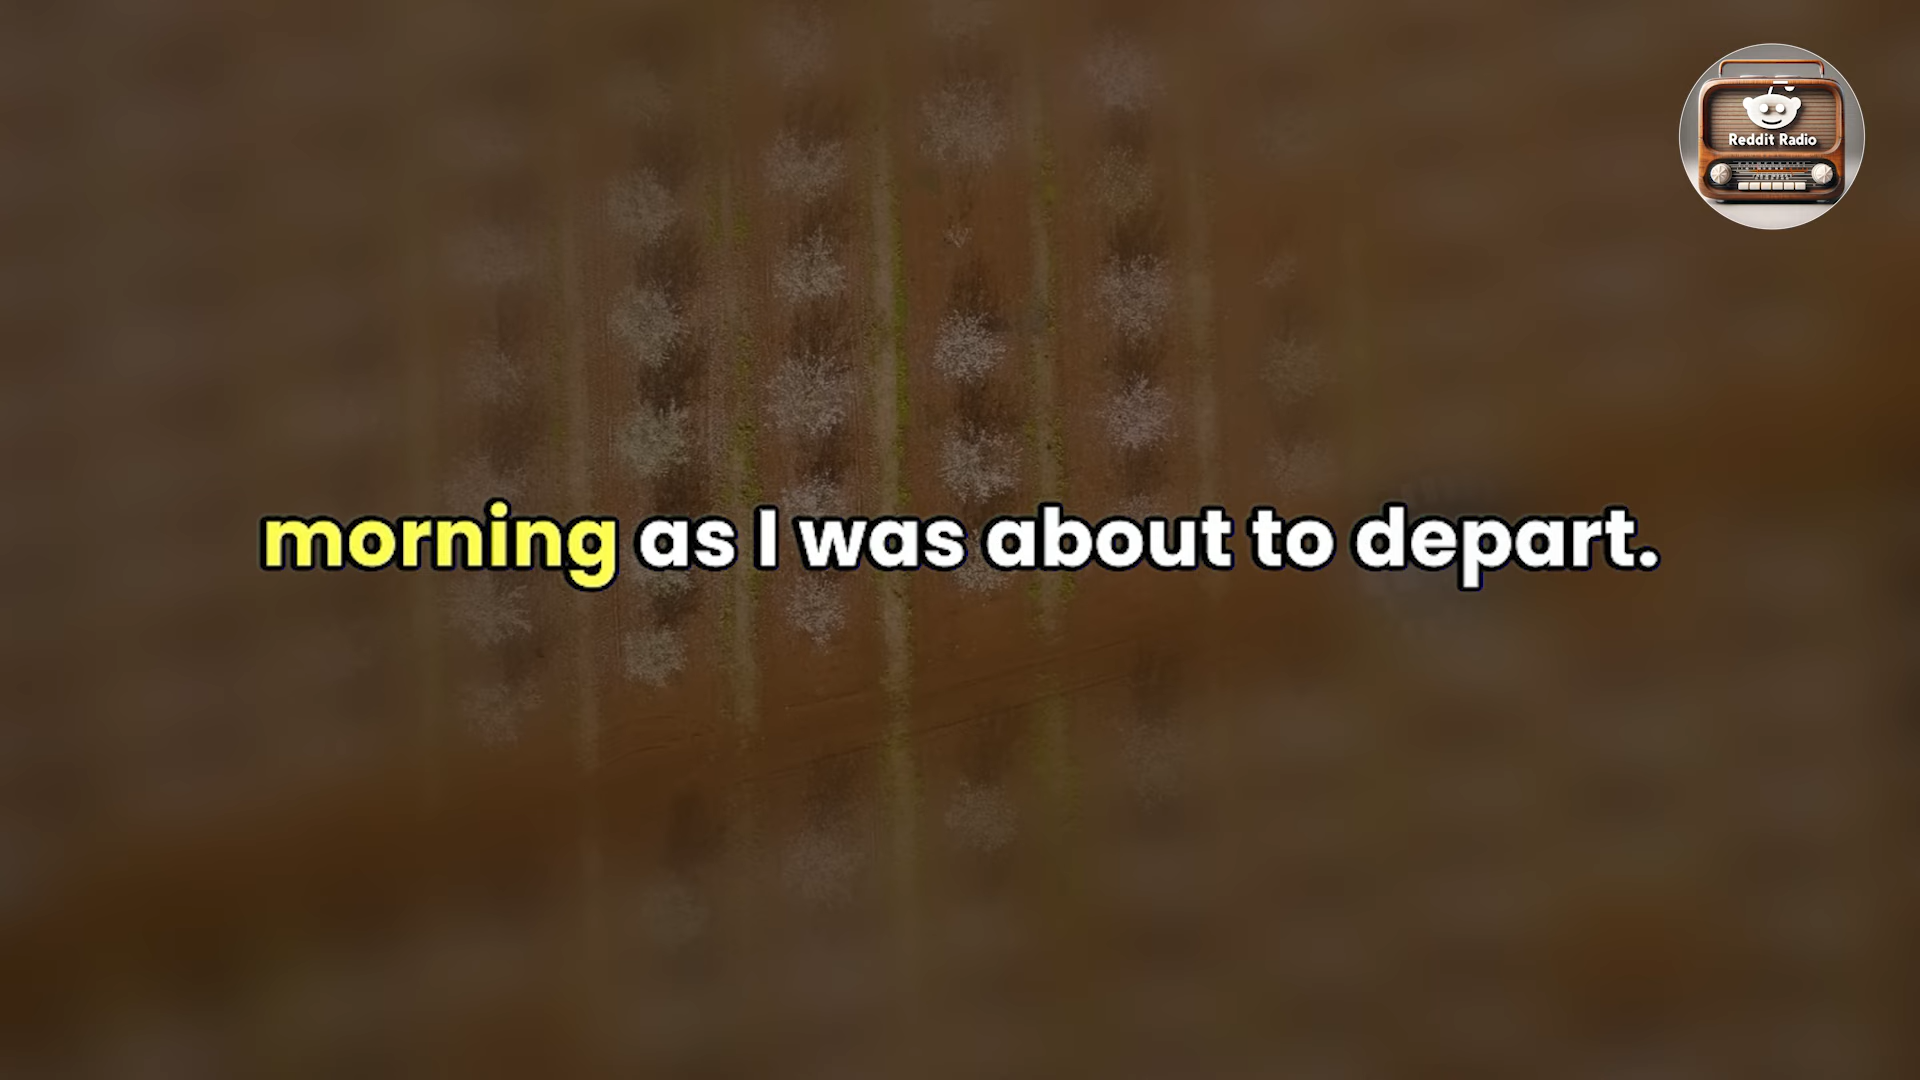 Reddit Radio
morning as I was about to depart.